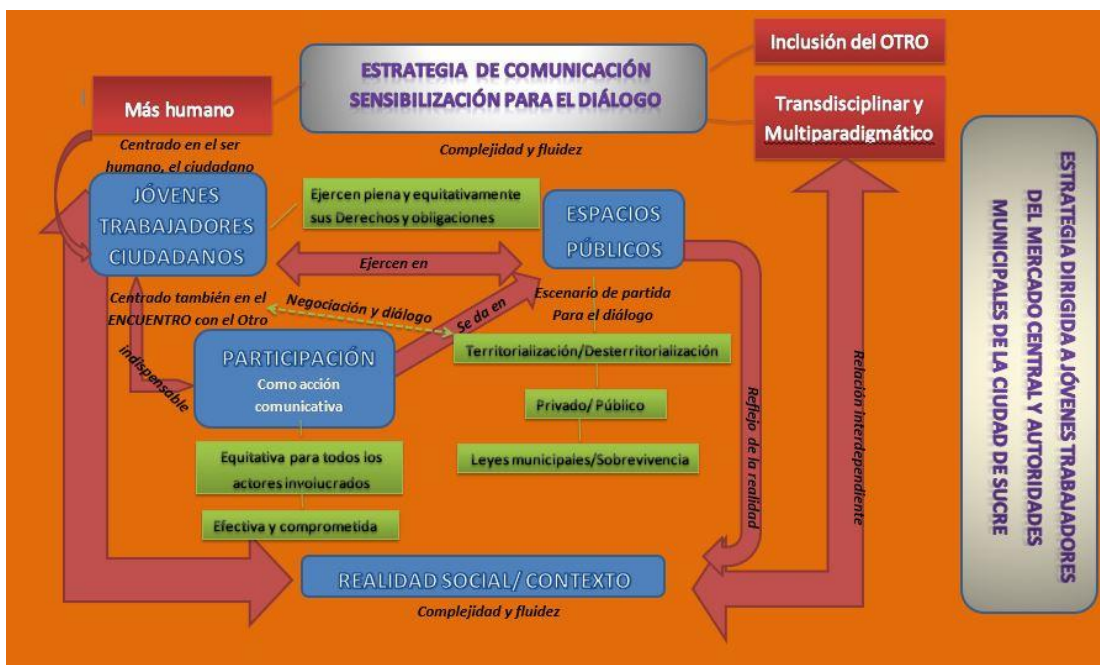 ESTRATEGIA DE COMUNICACIÓN
SENSIBILIZACIÓN PARA EL DIÁLOGO
Complejidad y fluidez
Inclusión del OTRO
Transdisciplinar y
Multiparadigmático
Más humano
Centrado en el ser
humano, el ciudadano
JÓVENES
TRABAJADORES
CIUDADANOS
Ejercen piena y equitativamente
sus Derechos y obligaciones
ESPACIOS
PÚBLICOS
Ejercen en
Centrado también en el
ENCUENTRO con el Otro
Negociación y diálogo
Se da en
Escenario de partida
Para el diálogo
indispensable
PARTICIPACIÓN
Como acción
comunicativa
Territorialización/Desterritorialización
Privado/ Público
Leyes municipales/Sobrevivencia
Equitativa para todos los
actores involucrados
Efectiva y comprometida
Reflejo de la realidad
Relación interdependiente
REALIDAD SOCIAL/ CONTEXTO
Complejidad y fluidez
ESTRATEGIA DIRIGIDA A JÓVENES TRABAJADORES
DEL MERCADO CENTRAL Y AUTORIDADES
MUNICIPALES DE LA CIUDAD DE SUCRE